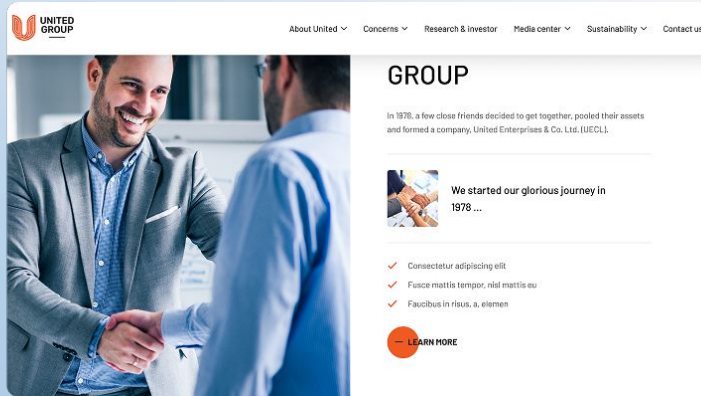 UNITED
GROUP
About United
Concerns
Research & investor
Media center
Sustainability
Contact us
GROUP
In 1978, a few close friends decided to get together, pooled their assets
and formed a company, United Enterprises & Co. Ltd. (UECL).
We started our glorious journey in
1978 ...
Consectetur adipiscing elit
Fusce mattis tempor, nisl mattis eu
Faucibus in risus, a, elemen
LEARN MORE